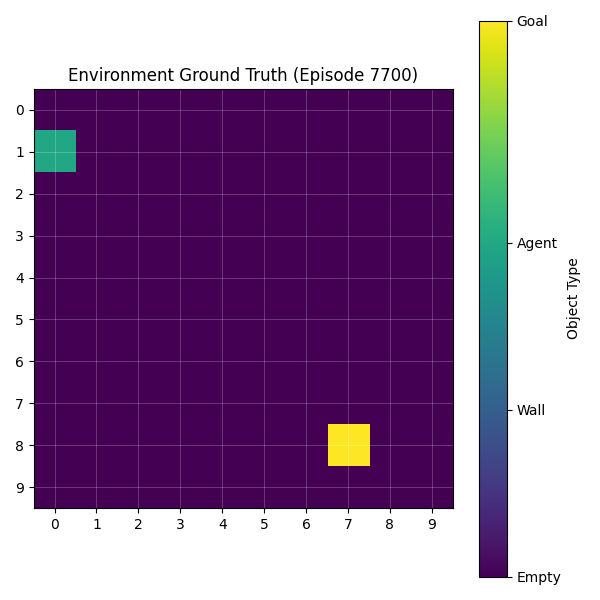 Environment Ground Truth (Episode 7700)
0
1
2
3
4
5
6
7
8
9
0 1 2 3 4 5 6 7 8 9
Goal
Agent
Wall
Empty
Object Type